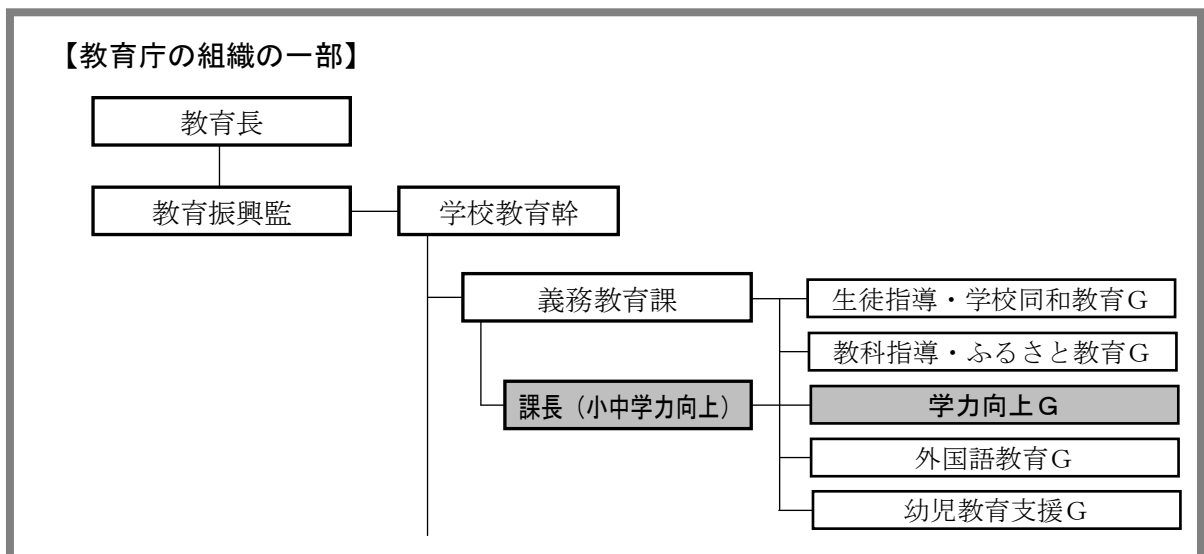 【教育庁の組織の一部】
教育長
教育振興監
学校教育幹
義務教育課
生徒指導・学校同和教育G
教科指導・ふるさと教育G
課長（小中学力向上）
学力向上G
外国語教育G
幼児教育支援G